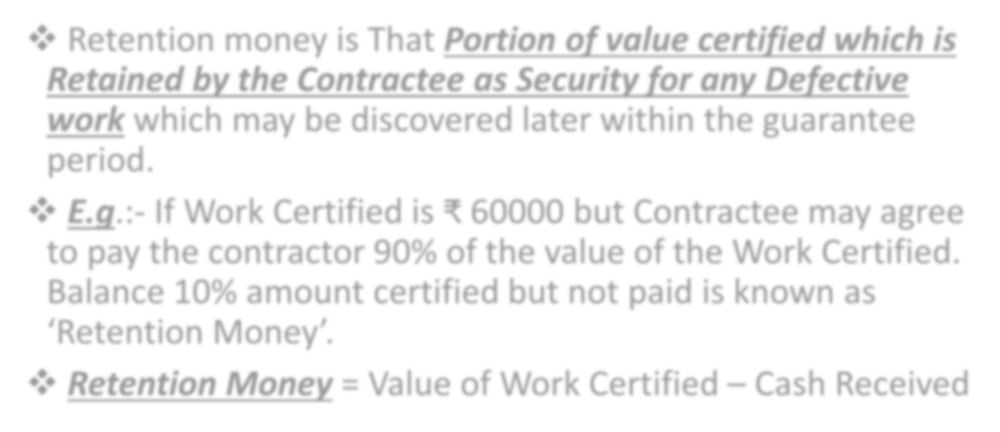 ❖ Retention money is That Portion of value certified which is
Retained by the Contractee as Security for any Defective
work which may be discovered later within the guarantee
period.
❖ E.g.:- If Work Certified is ₹ 60000 but Contractee may agree
to pay the contractor 90% of the value of the Work Certified.
Balance 10% amount certified but not paid is known as
‘Retention Money’.
❖ Retention Money = Value of Work Certified – Cash Received